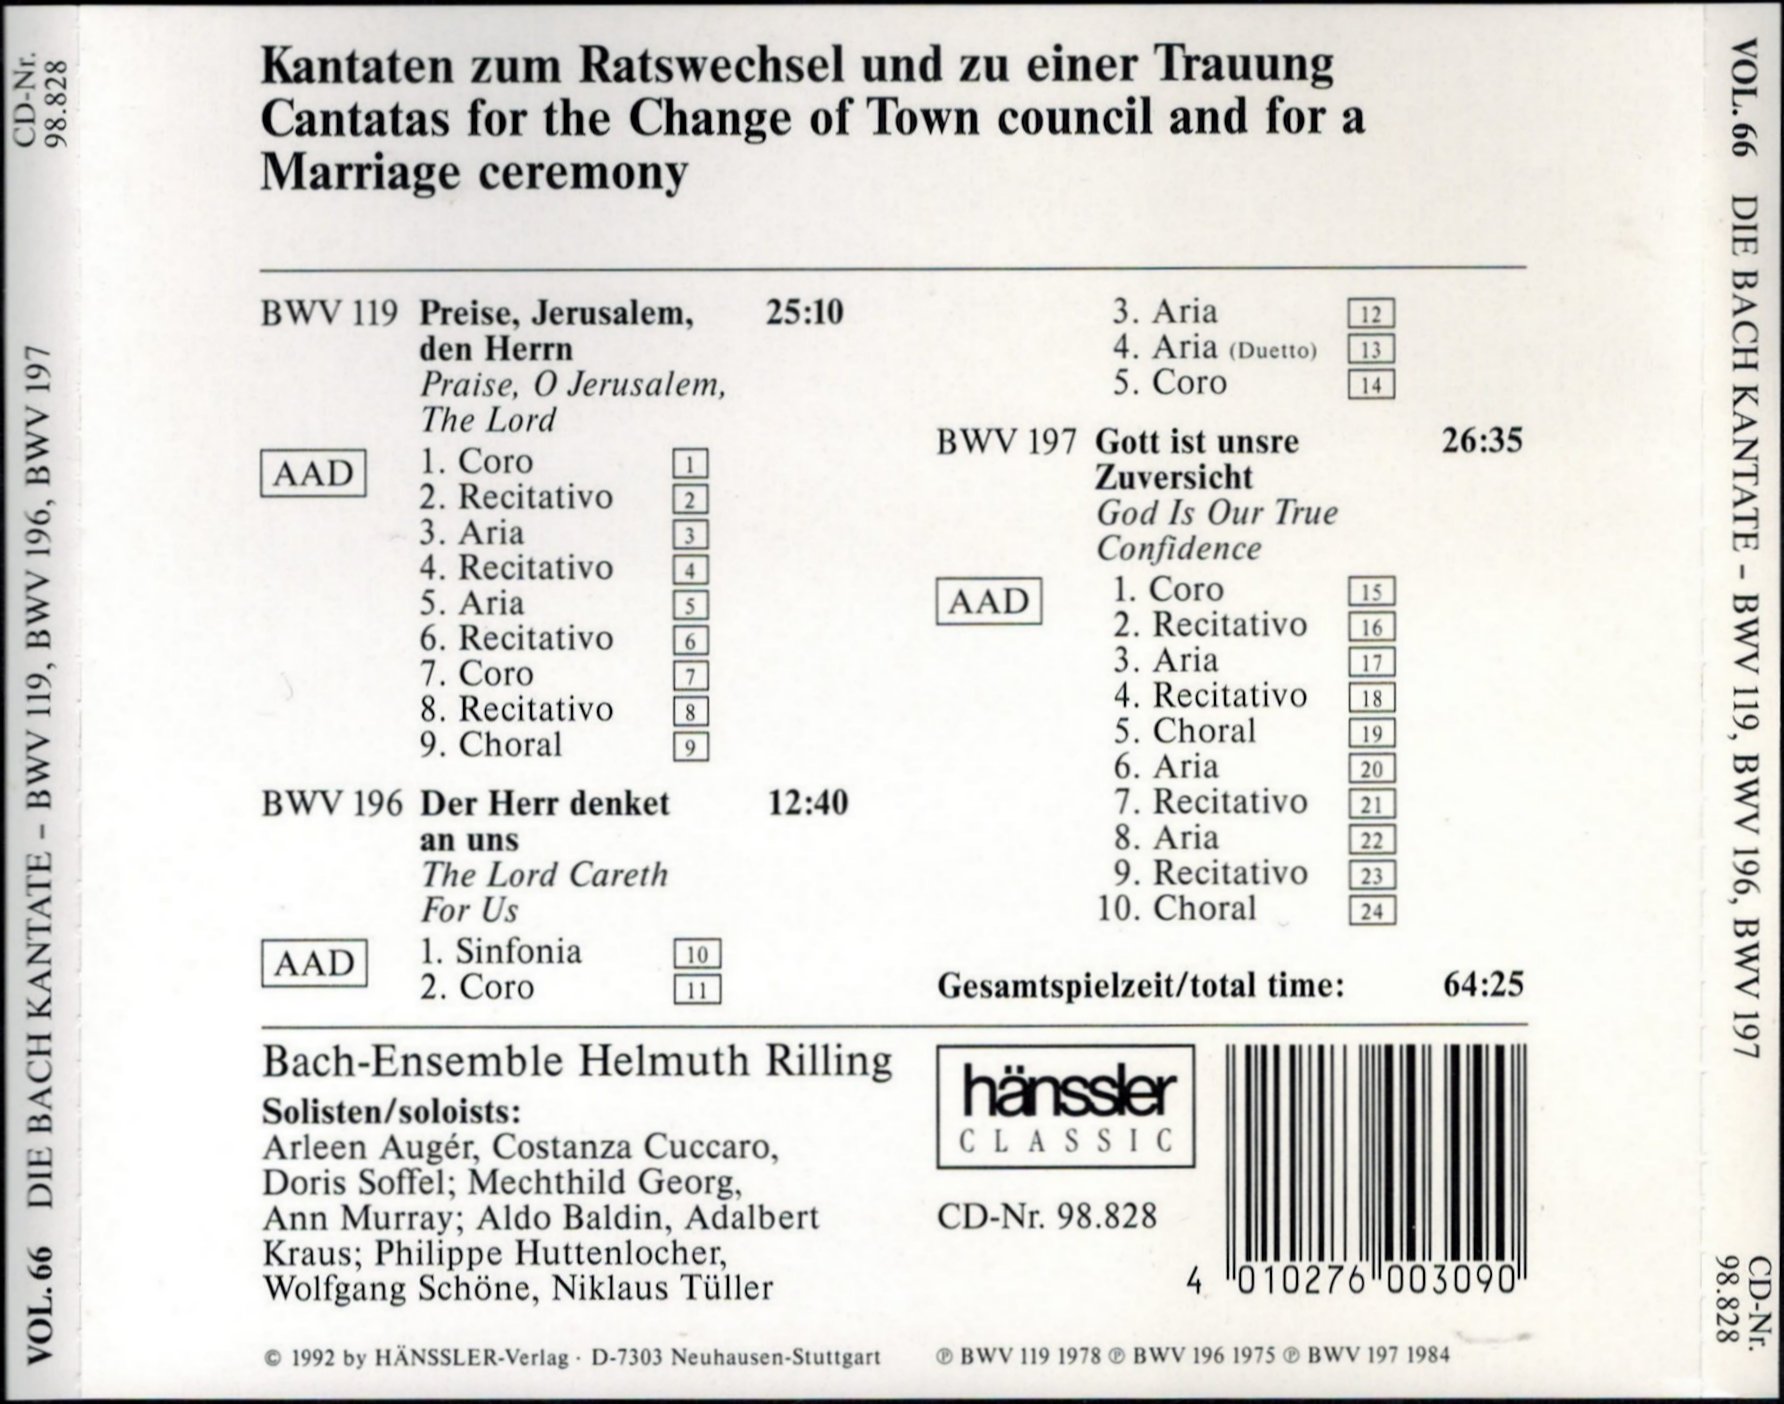 CD-Nr.
98.828
VOL. 66 DIE BACH KANTATE – BWV 119, BWV 196, BWV 197
Kantaten zum Ratswechsel und zu einer Trauung
Cantatas for the Change of Town council and for a
Marriage ceremony
BWV 119 Preise, Jerusalem, 25:10
den Herrn
Praise, O Jerusalem,
The Lord
AAD
1. Coro 1
2. Recitativo 2
3. Aria 3
4. Recitativo 4
5. Aria 5
6. Recitativo 6
7. Coro 7
8. Recitativo 8
9. Choral 9
BWV 196 Der Herr denket 12:40
an uns
The Lord Careth
For Us
AAD
1. Sinfonia 10
2. Coro 11
3. Aria 12
4. Aria (Duetto) 13
5. Coro 14
BWV 197 Gott ist unsre 26:35
Zuversicht
God Is Our True
Confidence
AAD
1. Coro 15
2. Recitativo 16
3. Aria 17
4. Recitativo 18
5. Choral 19
6. Aria 20
7. Recitativo 21
8. Aria 22
9. Recitativo 23
10. Choral 24
Gesamtspielzeit/total time: 64:25
Bach-Ensemble Helmuth Rilling
Solisten/soloists:
Arleen Augér, Costanza Cuccaro,
Doris Soffel; Mechthild Georg,
Ann Murray; Aldo Baldin, Adalbert
Kraus; Philippe Huttenlocher,
Wolfgang Schöne, Niklaus Tüller
hänssler
CLASSIC
CD-Nr. 98.828
4 010276 003090
© 1992 by HÄNSSLER-Verlag · D-7303 Neuhausen-Stuttgart
℗ BWV 119 1978 ℗ BWV 196 1975 ℗ BWV 197 1984
VOL. 66 DIE BACH KANTATE – BWV 119, BWV 196, BWV 197
CD-Nr.
98.828